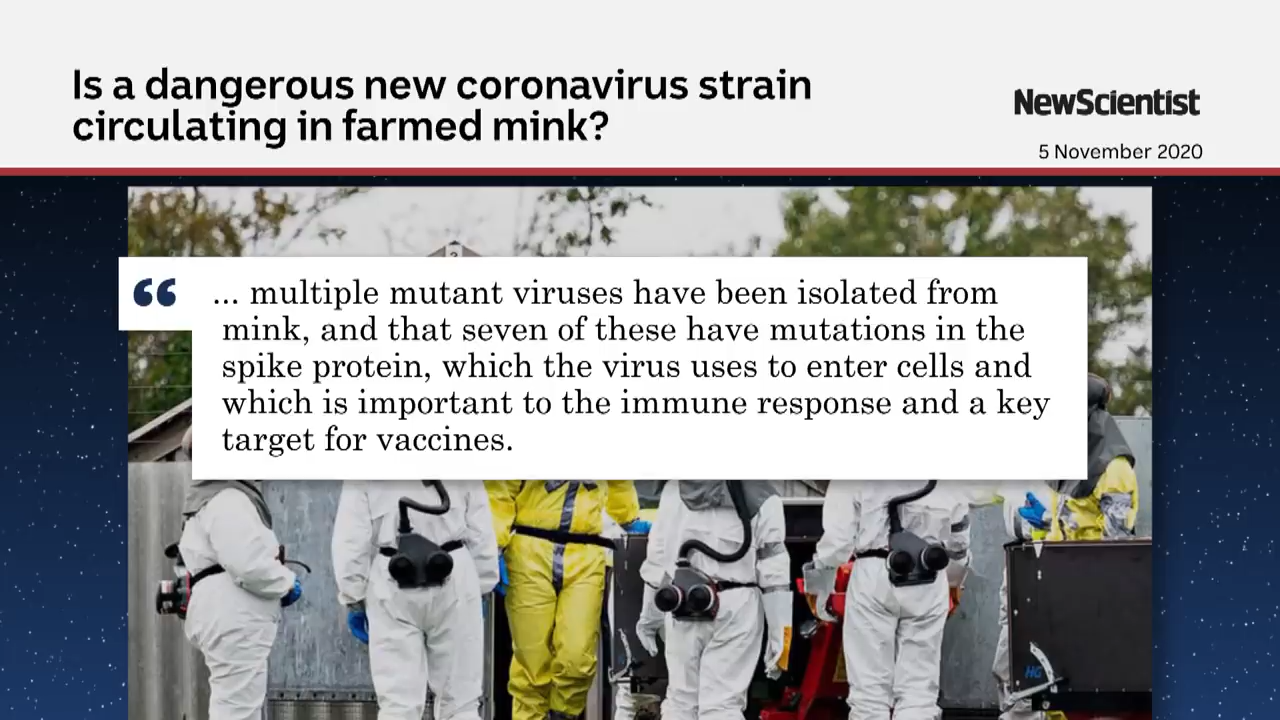 Is a dangerous new coronavirus strain
circulating in farmed mink?
NewScientist
5 November 2020
“ ... multiple mutant viruses have been isolated from
mink, and that seven of these have mutations in the
spike protein, which the virus uses to enter cells and
which is important to the immune response and a key
target for vaccines.
HG